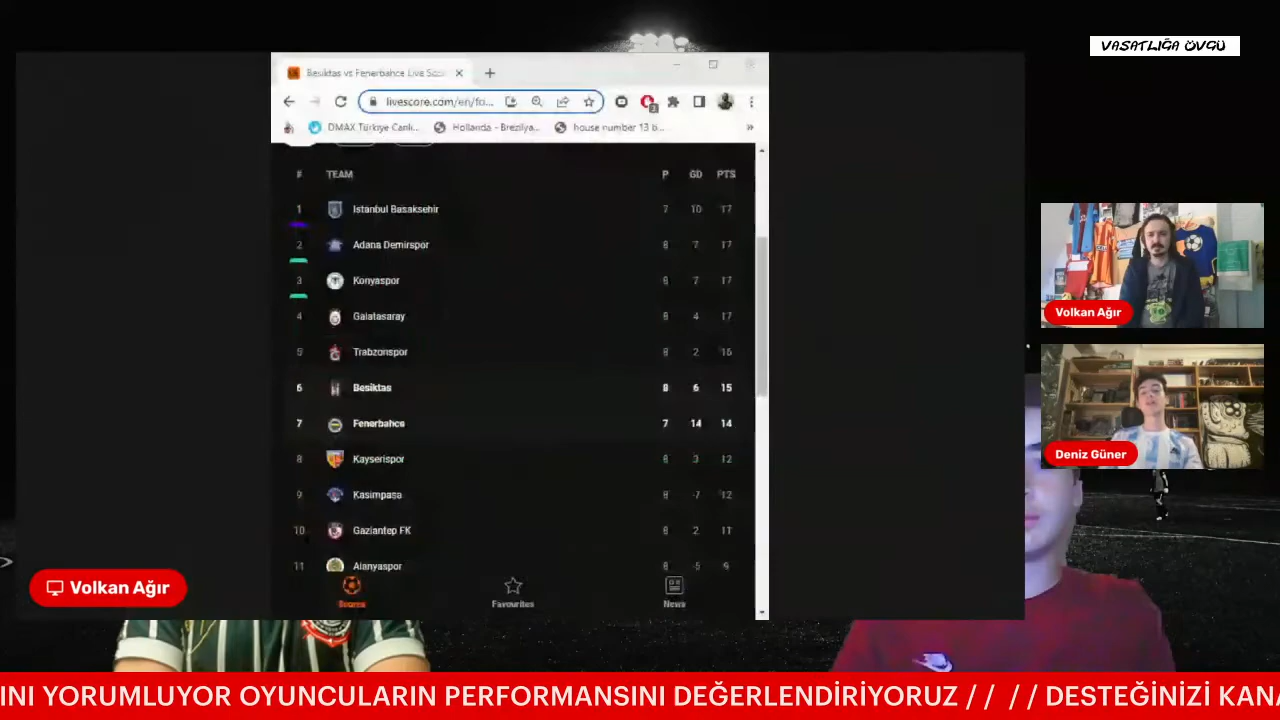 VASATLIĞA ÖVGÜ
Besiktas vs Fenerbahce Live Sco
livescore.com/en/fo...
DMAX Türkiye Canlı... Hollanda - Brezilya... house number 13 b... »
# TEAM P GD PTS
1 Istanbul Basaksehir 7 10 17
2 Adana Demirspor 8 7 17
3 Konyaspor 8 7 17
4 Galatasaray 8 4 17
5 Trabzonspor 8 2 16
6 Besiktas 8 6 15
7 Fenerbahce 7 14 14
8 Kayserispor 8 3 12
9 Kasimpasa 8 -7 12
10 Gaziantep FK 8 2 11
11 Alanyaspor 8 -5 9
Scores Favourites News
Volkan Ağır
Deniz Güner
Volkan Ağır
INI YORUMLUYOR OYUNCULARIN PERFORMANSINI DEĞERLENDİRİYORUZ // // DESTEĞİNİZİ KANA